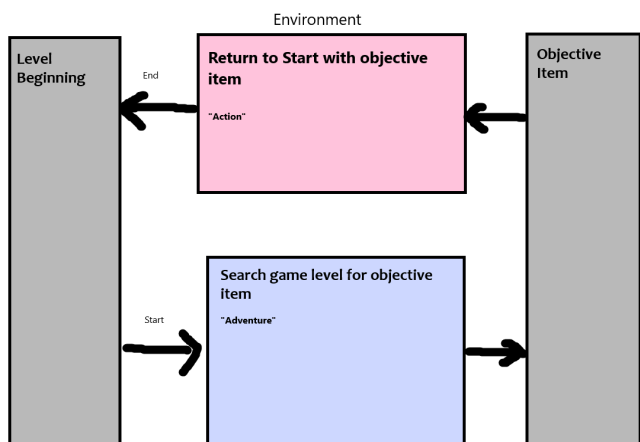 Environment
Level
Beginning
End
Return to Start with objective
item
"Action"
Objective
Item
Start
Search game level for objective
item
"Adventure"